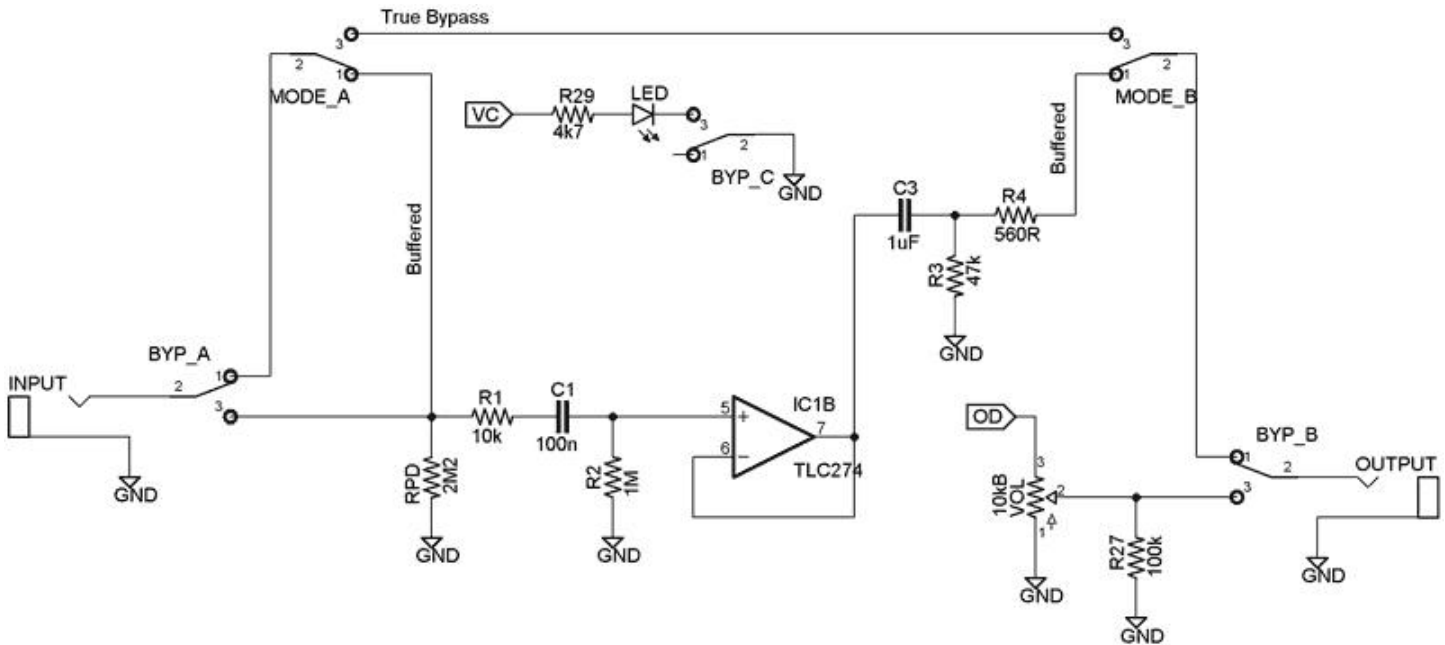 True Bypass
3
3
2
1
MODE_A
1
2
MODE_B
VC
R29
4k7
LED
3
1
2
BYP_C
GND
Buffered
Buffered
C3
1uF
R4
560R
R3
47k
GND
BYP_A
INPUT
2
1
3
GND
R1
10k
C1
100n
RPD
2M2
GND
R2
1M
GND
5
+
6
−
7
IC1B
TLC274
OD
3
10kB
VOL
2
1
GND
R27
100k
GND
BYP_B
1
2
3
OUTPUT
GND